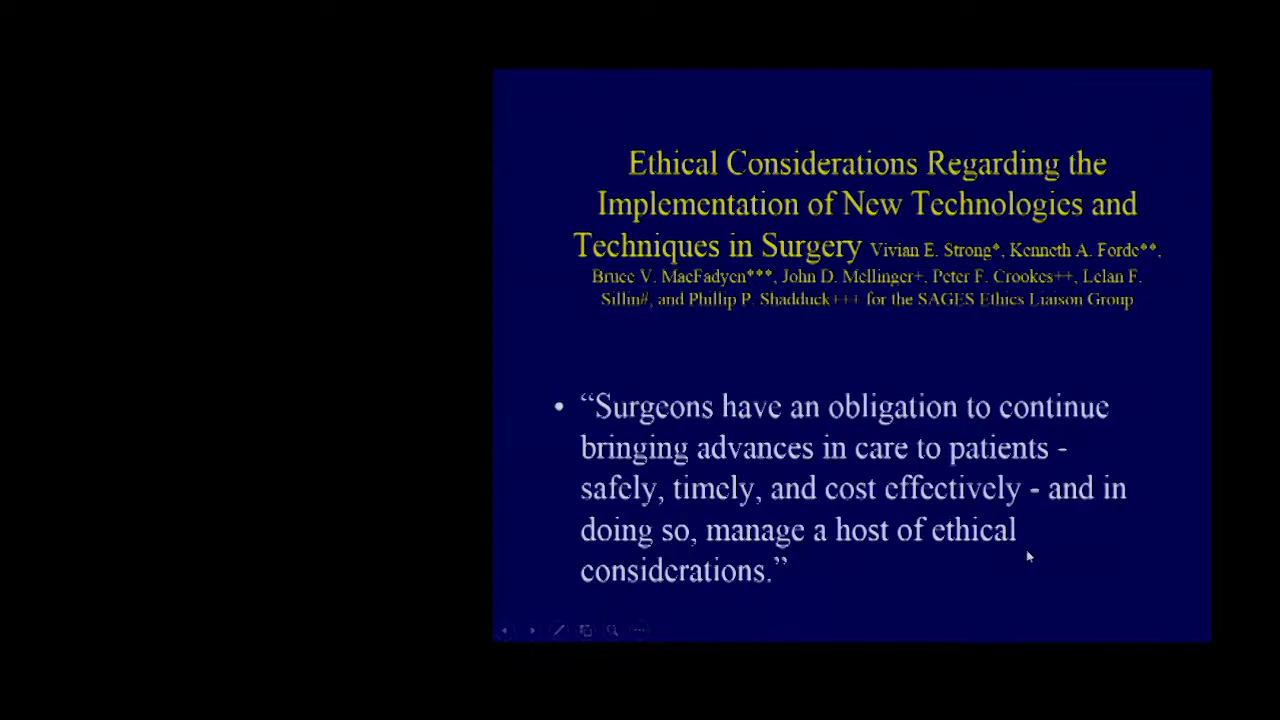 Ethical Considerations Regarding the
Implementation of New Technologies and
Techniques in Surgery Vivian E. Strong*, Kenneth A. Forde**,
Bruce V. MacFadyen***, John D. Mellinger+, Peter F. Crookes++, Lelan F.
Sillin#, and Phillip P. Shadduck+++ for the SAGES Ethics Liaison Group
• “Surgeons have an obligation to continue
bringing advances in care to patients -
safely, timely, and cost effectively - and in
doing so, manage a host of ethical
considerations.”